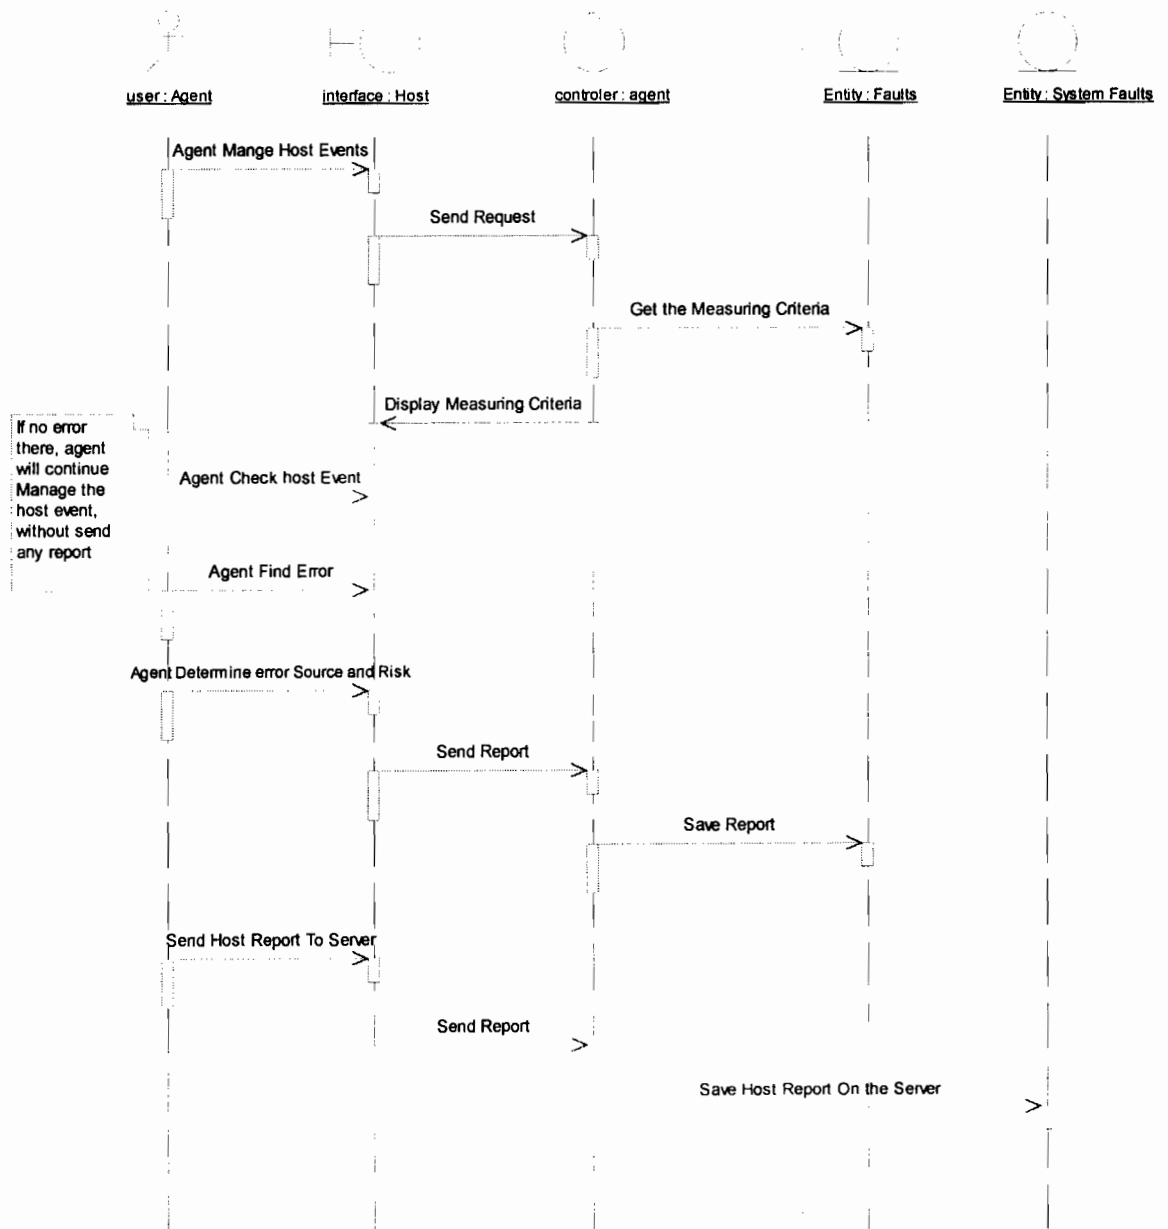 user : Agent
interface : Host
controler : agent
Entity : Faults
Entity : System Faults
Agent Mange Host Events
Send Request
Get the Measuring Criteria
Display Measuring Criteria
If no error
there, agent
will continue
Manage the
host event,
without send
any report
Agent Check host Event
Agent Find Error
Agent Determine error Source and Risk
Send Report
Save Report
Send Host Report To Server
Send Report
Save Host Report On the Server